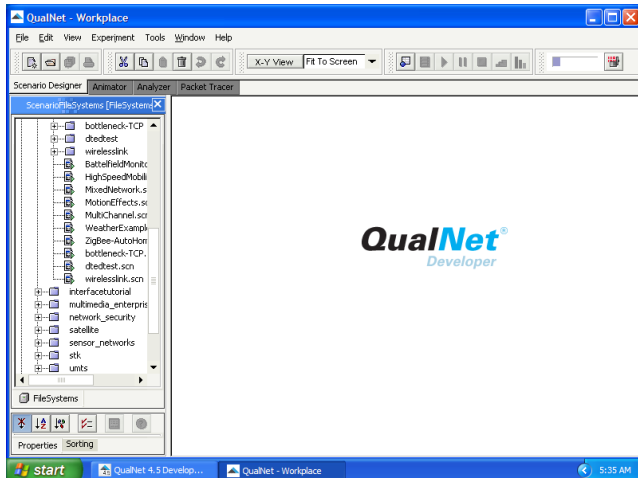 QualNet - Workplace
File Edit View Experiment Tools Window Help
X-Y View Fit To Screen
Scenario Designer Animator Analyzer Packet Tracer
ScenarioFileSystems [FileSystems
bottleneck-TCP
dtedtest
wirelesslink
BattelfieldMonito
HighSpeedMobili
MixedNetwork.s
MotionEffects.sc
MultiChannel.scr
WeatherExampl
ZigBee-AutoHom
bottleneck-TCP.
dtedtest.scn
wirelesslink.scn
interfacetutorial
multimedia_enterpris
network_security
satellite
sensor_networks
stk
umts
FileSystems
Properties Sorting
QualNet®
Developer
start QualNet 4.5 Develop... QualNet - Workplace 5:35 AM